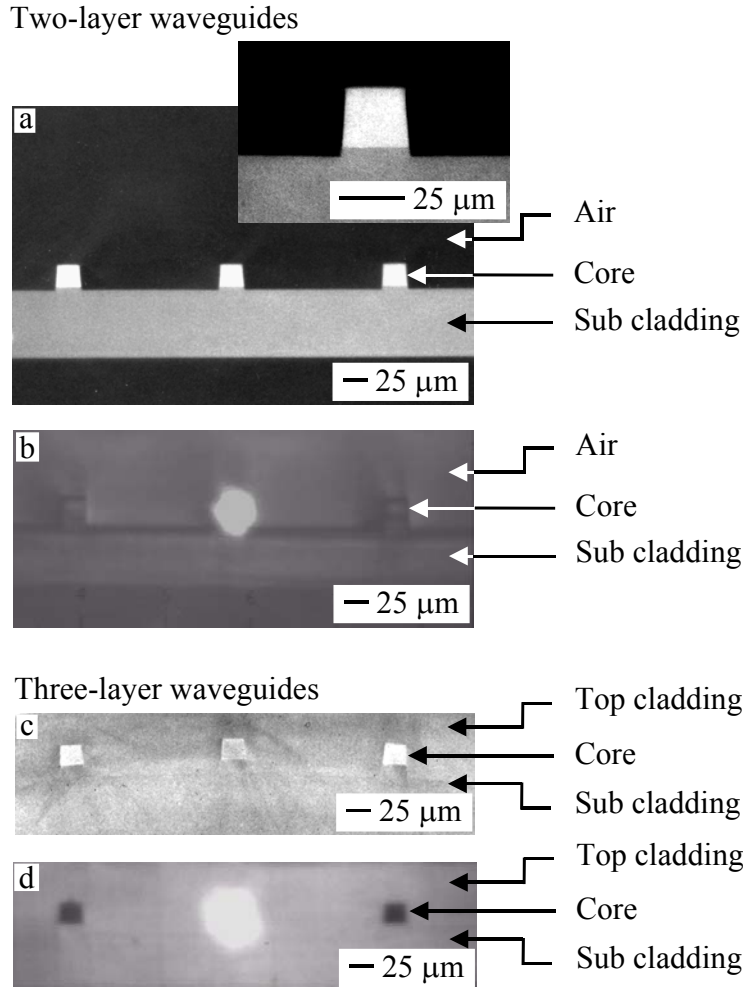 Two-layer waveguides
a
25 µm
Air
Core
Sub cladding
25 µm
b
Air
Core
Sub cladding
25 µm
Three-layer waveguides
c
Top cladding
Core
Sub cladding
25 µm
d
Top cladding
Core
Sub cladding
25 µm